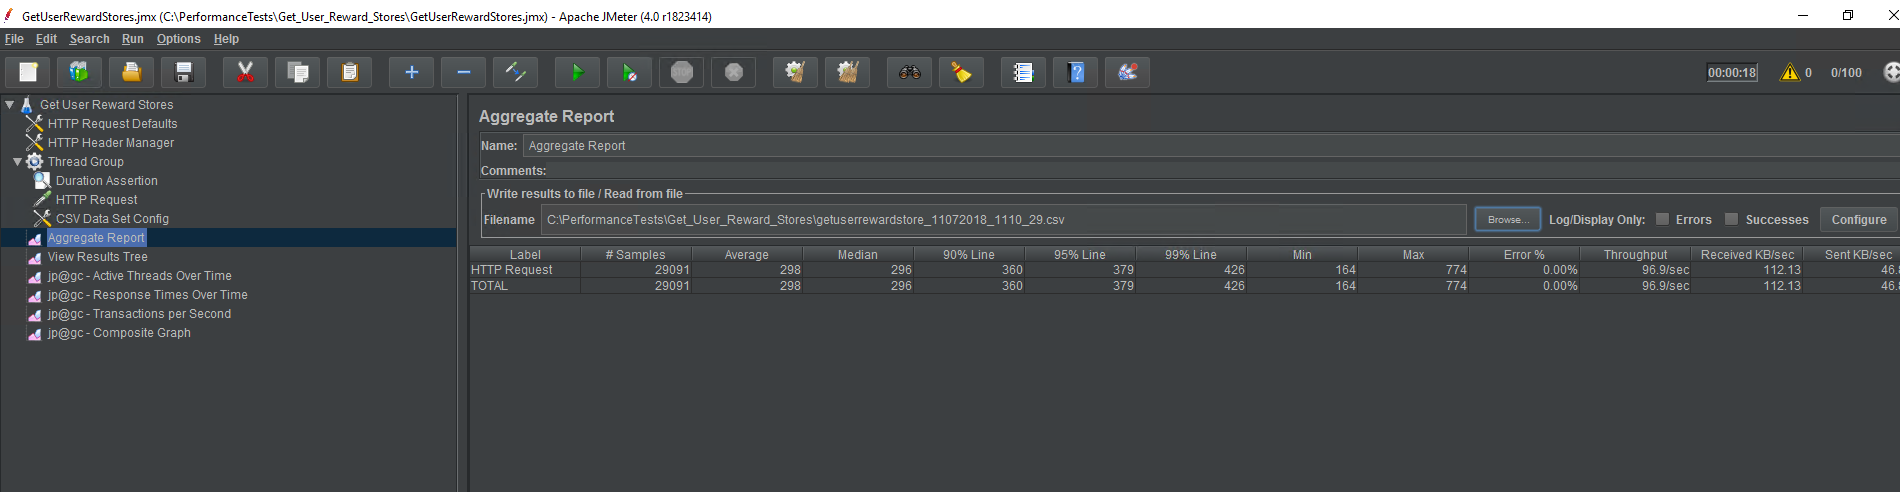 GetUserRewardStores.jmx (C:\PerformanceTests\Get_User_Reward_Stores\GetUserRewardStores.jmx) - Apache JMeter (4.0 r1823414)
File Edit Search Run Options Help
STOP 00:00:18 0 0/100
Get User Reward Stores
HTTP Request Defaults
HTTP Header Manager
Thread Group
Duration Assertion
HTTP Request
CSV Data Set Config
Aggregate Report
View Results Tree
jp@gc - Active Threads Over Time
jp@gc - Response Times Over Time
jp@gc - Transactions per Second
jp@gc - Composite Graph
Aggregate Report
Name: Aggregate Report
Comments:
Write results to file / Read from file
Filename C:\PerformanceTests\Get_User_Reward_Stores\getuserrewardstore_11072018_1110_29.csv Browse... Log/Display Only: Errors Successes Configure
Label # Samples Average Median 90% Line 95% Line 99% Line Min Max Error % Throughput Received KB/sec Sent KB/sec
HTTP Request 29091 298 296 360 379 426 164 774 0.00% 96.9/sec 112.13
TOTAL 29091 298 296 360 379 426 164 774 0.00% 96.9/sec 112.13